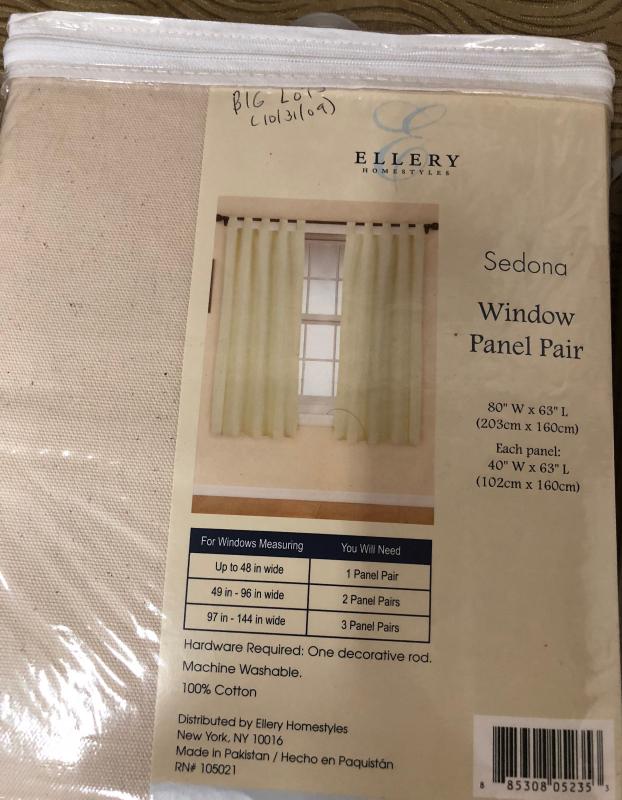 BIG LOTS
(10/31/09)
ELLERY
HOMESTYLES
Sedona
Window
Panel Pair
80" W x 63" L
(203cm x 160cm)
Each panel:
40" W x 63" L
(102cm x 160cm)
For Windows Measuring You Will Need
Up to 48 in wide 1 Panel Pair
49 in - 96 in wide 2 Panel Pairs
97 in - 144 in wide 3 Panel Pairs
Hardware Required: One decorative rod.
Machine Washable.
100% Cotton
Distributed by Ellery Homestyles
New York, NY 10016
Made in Pakistan / Hecho en Paquistán
RN# 105021
8 85308 05235 3